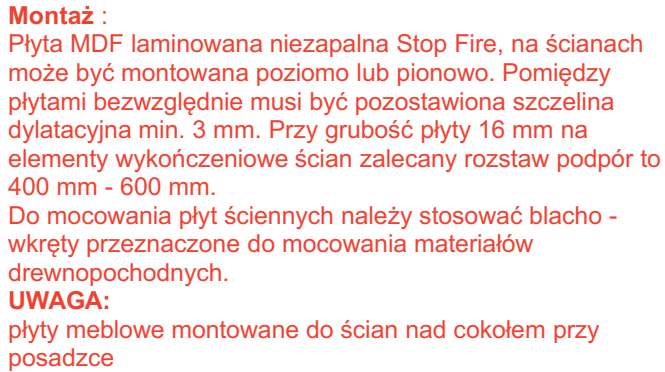 Montaż :
Płyta MDF laminowana niezapalna Stop Fire, na ścianach
może być montowana poziomo lub pionowo. Pomiędzy
płytami bezwzględnie musi być pozostawiona szczelina
dylatacyjna min. 3 mm. Przy grubość płyty 16 mm na
elementy wykończeniowe ścian zalecany rozstaw podpór to
400 mm - 600 mm.
Do mocowania płyt ściennych należy stosować blacho -
wkręty przeznaczone do mocowania materiałów
drewnopochodnych.
UWAGA:
płyty meblowe montowane do ścian nad cokołem przy
posadzce